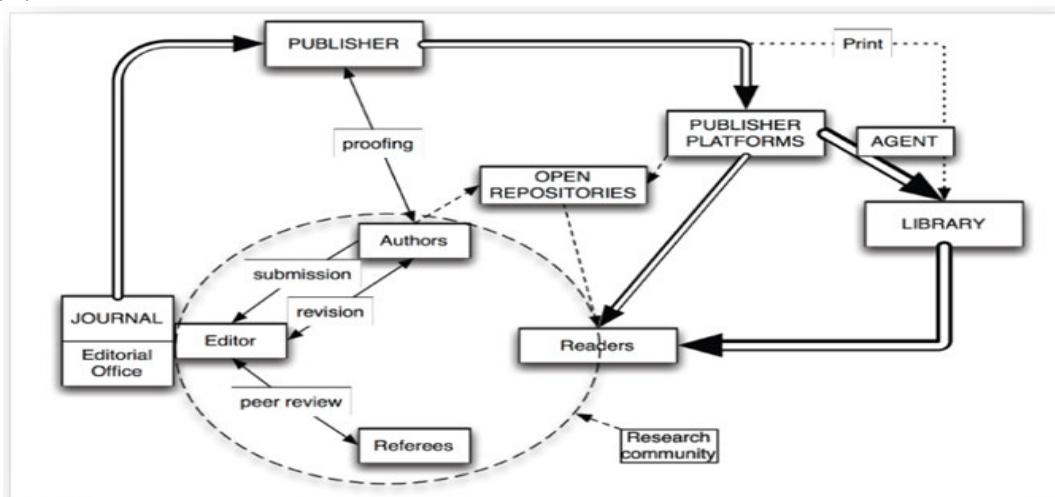 PUBLISHER
Print
PUBLISHER
PLATFORMS
AGENT
proofing
OPEN
REPOSITORIES
LIBRARY
Authors
submission
revision
JOURNAL
Editorial
Office
Editor
Readers
peer review
Referees
Research
community